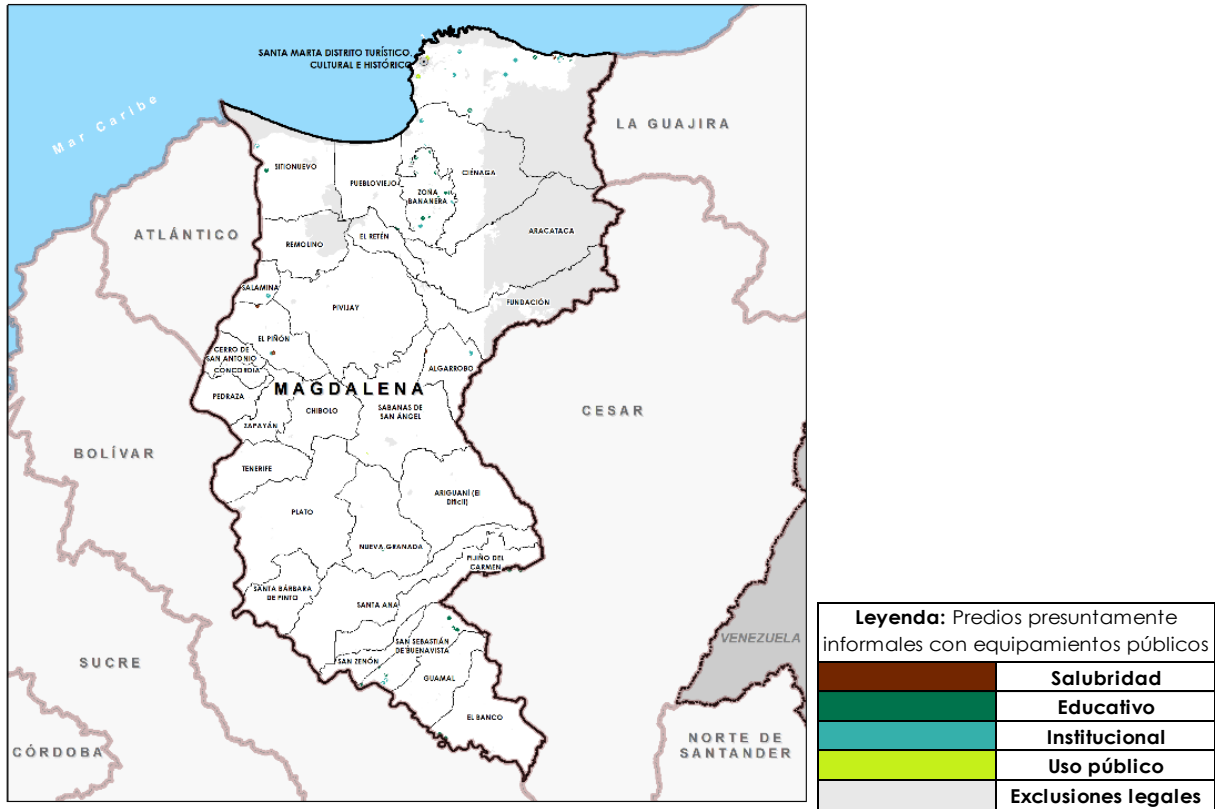 SANTA MARTA DISTRITO TURÍSTICO,
CULTURAL E HISTÓRICO
Mar Caribe
LA GUAJIRA
SITIONUEVO
PUEBLOVIEJO
CIÉNAGA
ZONA
BANANERA
ATLÁNTICO
REMOLINO
EL RETÉN
ARACATACA
SALAMINA
PIVIJAY
FUNDACIÓN
EL PIÑÓN
CERRO DE
SAN ANTONIO
CONCORDIA
ALGARROBO
MAGDALENA
PEDRAZA
CHIBOLO
SABANAS DE
SAN ÁNGEL
CESAR
ZAPAYÁN
BOLÍVAR
TENERIFE
ARIGUANÍ (El
Difícil)
PLATO
NUEVA GRANADA
PIJIÑO DEL
CARMEN
SANTA BÁRBARA
DE PINTO
SANTA ANA
SAN SEBASTIÁN
DE BUENAVISTA
VENEZUELA
SUCRE
SAN ZENÓN
GUAMAL
EL BANCO
CÓRDOBA
NORTE DE
SANTANDER
Leyenda: Predios presuntamente
informales con equipamientos públicos
Salubridad
Educativo
Institucional
Uso público
Exclusiones legales